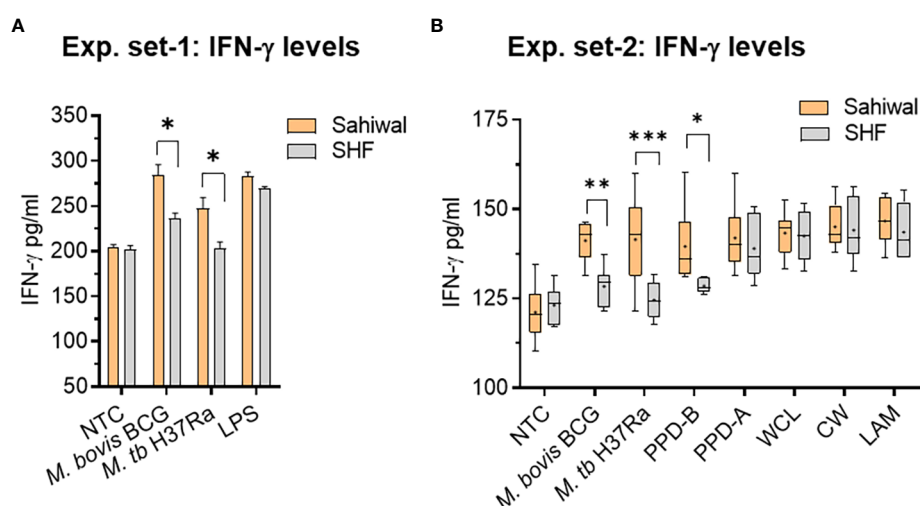 A
Exp. set-1: IFN-γ levels
Sahiwal
SHF
*
*
IFN-γ pg/ml
350
300
250
200
150
100
50
NTC
M. bovis BCG
M. tb H37Ra
LPS
B
Exp. set-2: IFN-γ levels
Sahiwal
SHF
**
***
*
IFN-γ pg/ml
175
150
125
100
NTC
M. bovis BCG
M. tb H37Ra
PPD-B
PPD-A
WCL
CW
LAM